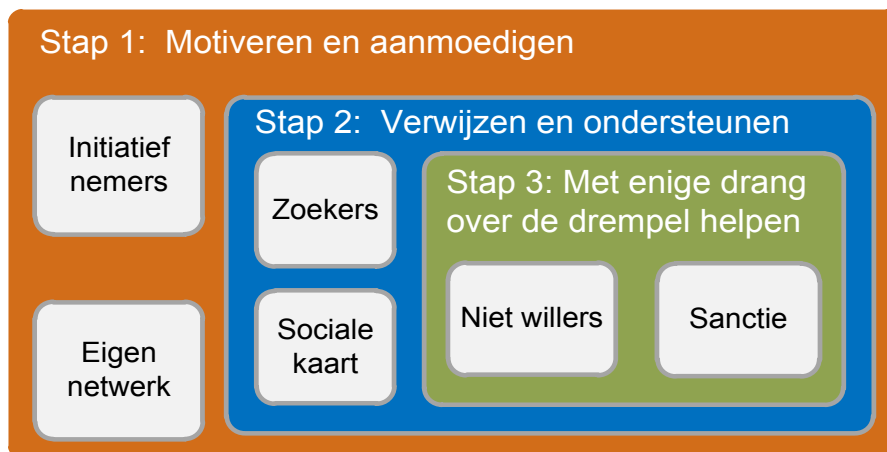 Stap 1: Motiveren en aanmoedigen
Initiatief
nemers
Eigen
netwerk
Stap 2: Verwijzen en ondersteunen
Zoekers
Sociale
kaart
Stap 3: Met enige drang
over de drempel helpen
Niet willers
Sanctie